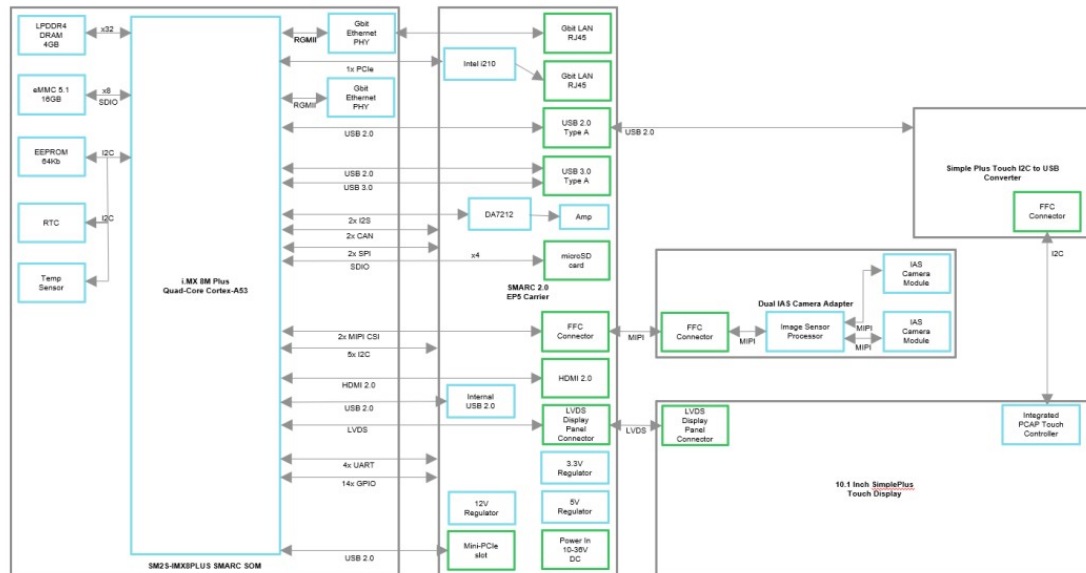 LPDDR4
DRAM
4GB
x32
eMMC 5.1
16GB
x8
SDIO
EEPROM
64Kb
I2C
RTC
I2C
Temp
Sensor
i.MX 8M Plus
Quad-Core Cortex-A53
SM2S-IMX8PLUS SMARC SOM
RGMII
Gbit
Ethernet
PHY
1x PCIe
RGMII
Gbit
Ethernet
PHY
USB 2.0
USB 2.0
USB 3.0
2x I2S
2x CAN
2x SPI
SDIO
x4
2x MIPI CSI
5x I2C
HDMI 2.0
USB 2.0
LVDS
4x UART
14x GPIO
USB 2.0
Gbit LAN
RJ45
Intel i210
Gbit LAN
RJ45
USB 2.0
Type A
USB 3.0
Type A
DA7212
Amp
microSD
card
SMARC 2.0
EP5 Carrier
FFC
Connector
HDMI 2.0
Internal
USB 2.0
LVDS
Display
Panel
Connector
3.3V
Regulator
12V
Regulator
5V
Regulator
Mini-PCIe
slot
Power In
10-36V
DC
USB 2.0
Simple Plus Touch I2C to USB
Converter
FFC
Connector
I2C
MIPI
Dual IAS Camera Adapter
FFC
Connector
MIPI
Image Sensor
Processor
MIPI
MIPI
IAS
Camera
Module
IAS
Camera
Module
LVDS
LVDS
Display
Panel
Connector
Integrated
PCAP Touch
Controller
10.1 Inch SimplePlus
Touch Display